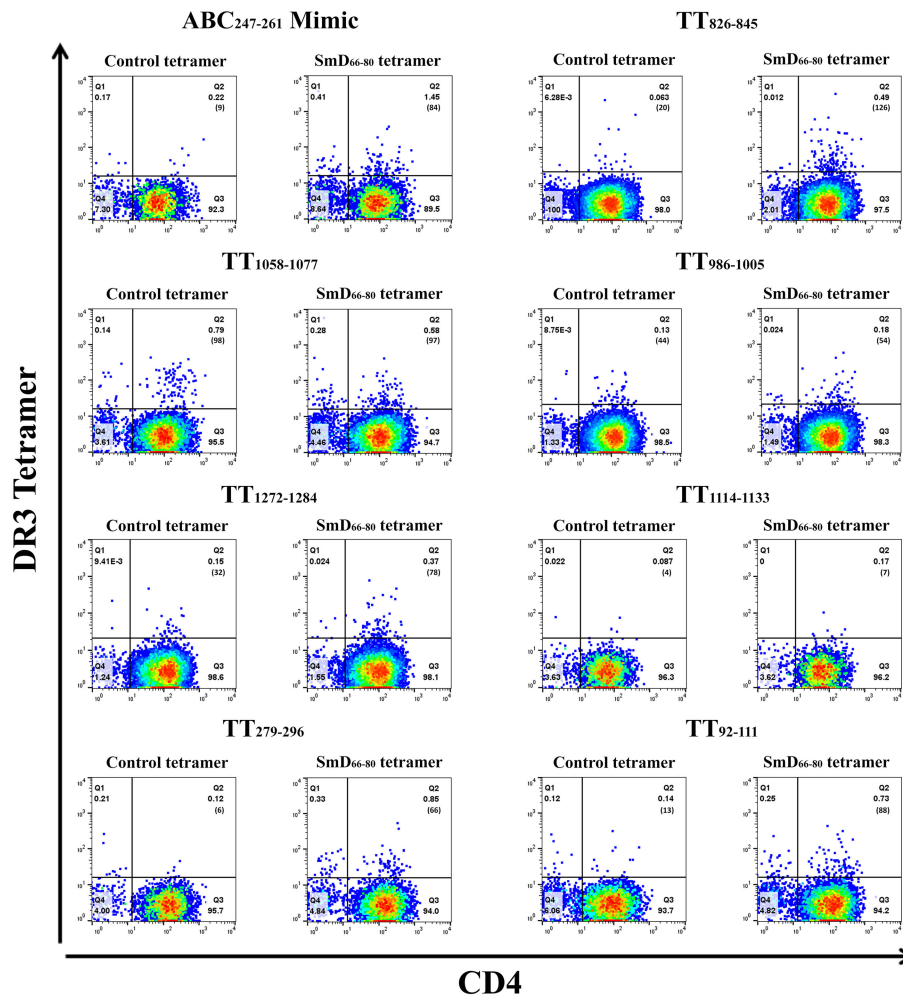 ABC247-261 Mimic
TT826-845
Control tetramer
SmD66-80 tetramer
Control tetramer
SmD66-80 tetramer
Q1
0.17
Q2
0.22
(9)
Q4
7.30
Q3
92.3
Q1
0.41
Q2
1.45
(84)
Q4
8.64
Q3
89.5
Q1
6.28E-3
Q2
0.063
(20)
Q4
-100
Q3
98.0
Q1
0.012
Q2
0.49
(126)
Q4
2.01
Q3
97.5
TT1058-1077
TT986-1005
Control tetramer
SmD66-80 tetramer
Control tetramer
SmD66-80 tetramer
Q1
0.14
Q2
0.79
(98)
Q4
3.61
Q3
95.5
Q1
0.28
Q2
0.58
(97)
Q4
4.46
Q3
94.7
Q1
8.75E-3
Q2
0.13
(44)
Q4
1.33
Q3
98.5
Q1
0.024
Q2
0.18
(54)
Q4
1.49
Q3
98.3
DR3 Tetramer
TT1272-1284
TT1114-1133
Control tetramer
SmD66-80 tetramer
Control tetramer
SmD66-80 tetramer
Q1
9.41E-3
Q2
0.15
(32)
Q4
1.24
Q3
98.6
Q1
0.024
Q2
0.37
(78)
Q4
1.55
Q3
98.1
Q1
0.022
Q2
0.087
(4)
Q4
3.63
Q3
96.3
Q1
0
Q2
0.17
(7)
Q4
3.62
Q3
96.2
TT279-296
TT92-111
Control tetramer
SmD66-80 tetramer
Control tetramer
SmD66-80 tetramer
Q1
0.21
Q2
0.12
(6)
Q4
4.00
Q3
95.7
Q1
0.33
Q2
0.85
(66)
Q4
4.84
Q3
94.0
Q1
0.12
Q2
0.14
(13)
Q4
6.06
Q3
93.7
Q1
0.25
Q2
0.73
(88)
Q4
4.82
Q3
94.2
CD4